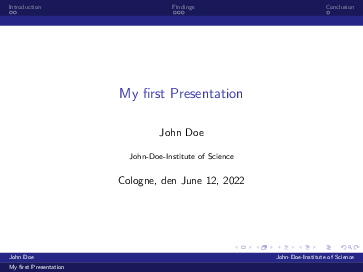 Introduction Findings Conclusion
My first Presentation
John Doe
John-Doe-Institute of Science
Cologne, den June 12, 2022
John Doe John-Doe-Institute of Science
My first Presentation